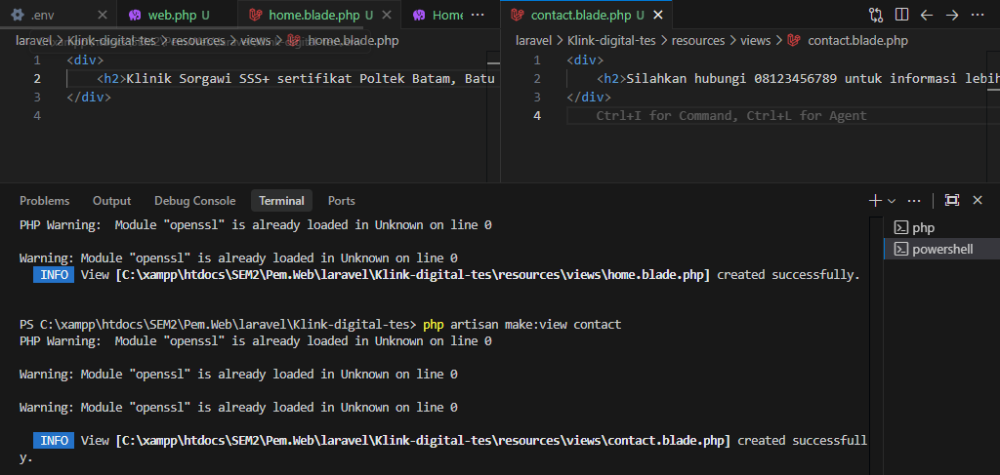 .env
web.php U
home.blade.php U
Home
contact.blade.php U
laravel > Klink-digital-tes > resources > views > home.blade.php
laravel > Klink-digital-tes > resources > views > contact.blade.php
1 <div>
2 <h2>Klinik Sorgawi SSS+ sertifikat Poltek Batam, Batu
3 </div>
4
1 <div>
2 <h2>Silahkan hubungi 08123456789 untuk informasi lebih
3 </div>
4 Ctrl+I for Command, Ctrl+L for Agent
Problems Output Debug Console Terminal Ports
PHP Warning:  Module "openssl" is already loaded in Unknown on line 0
Warning: Module "openssl" is already loaded in Unknown on line 0
INFO View [C:\xampp\htdocs\SEM2\Pem.Web\laravel\Klink-digital-tes\resources\views\home.blade.php] created successfully.
PS C:\xampp\htdocs\SEM2\Pem.Web\laravel\Klink-digital-tes> php artisan make:view contact
PHP Warning:  Module "openssl" is already loaded in Unknown on line 0
Warning: Module "openssl" is already loaded in Unknown on line 0
Warning: Module "openssl" is already loaded in Unknown on line 0
INFO View [C:\xampp\htdocs\SEM2\Pem.Web\laravel\Klink-digital-tes\resources\views\contact.blade.php] created successfull
y.
php
powershell